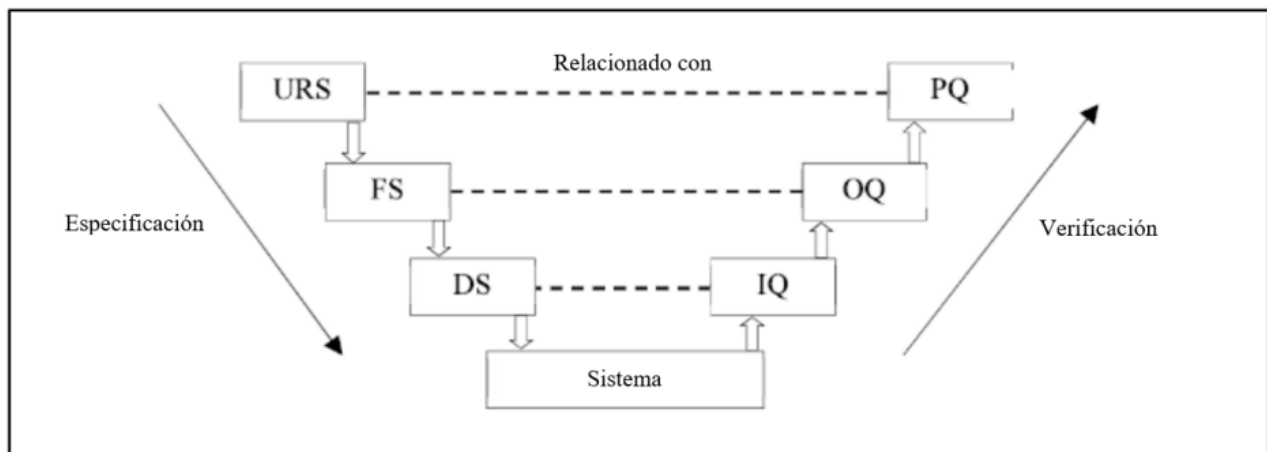 Relacionado con
URS
PQ
FS
OQ
Especificación
Verificación
DS
IQ
Sistema